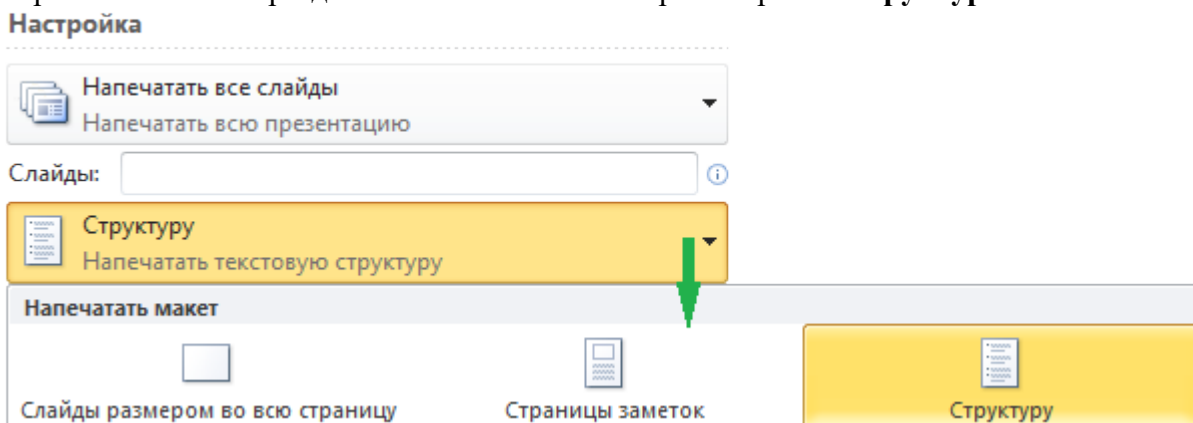 Настройка
Напечатать все слайды
Напечатать всю презентацию
Слайды:
Структуру
Напечатать текстовую структуру
Напечатать макет
Слайды размером во всю страницу Страницы заметок Структуру